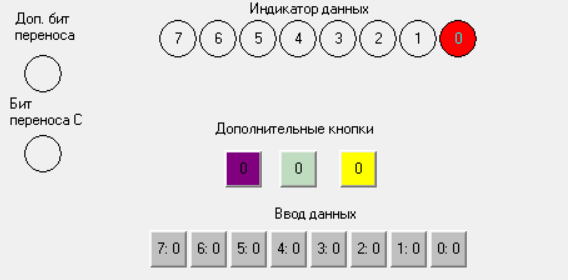 Индикатор данных
Доп. бит
переноса
7 6 5 4 3 2 1 0
Бит
переноса С
Дополнительные кнопки
0 0 0
Ввод данных
7: 0 6: 0 5: 0 4: 0 3: 0 2: 0 1: 0 0: 0